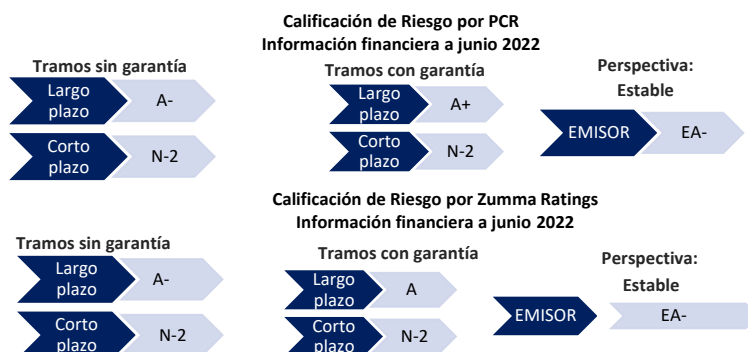 Calificación de Riesgo por PCR
Información financiera a junio 2022
Tramos sin garantía
Largo plazo
A-
Corto plazo
N-2
Tramos con garantía
Largo plazo
A+
Corto plazo
N-2
Perspectiva:
Estable
EMISOR
EA-
Calificación de Riesgo por Zumma Ratings
Información financiera a junio 2022
Tramos sin garantía
Largo plazo
A-
Corto plazo
N-2
Tramos con garantía
Largo plazo
A
Corto plazo
N-2
Perspectiva:
Estable
EMISOR
EA-